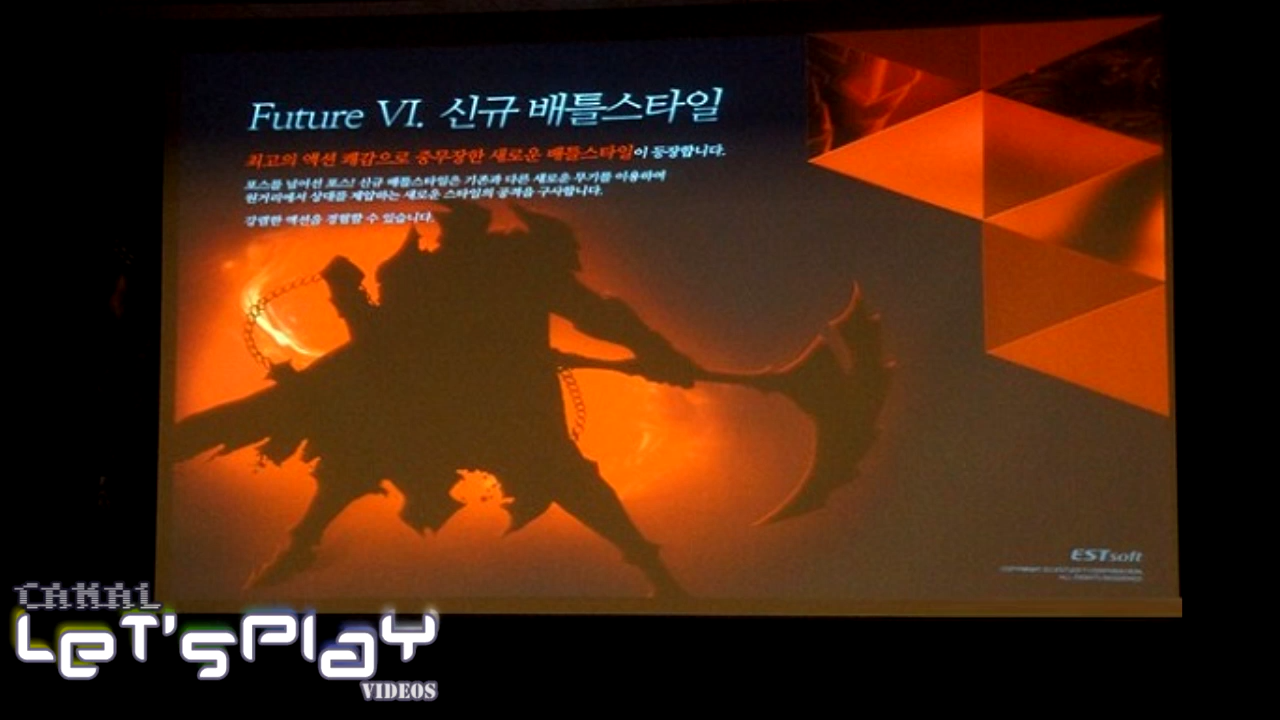 Future VI. 신규 배틀스타일
최고의 액션 쾌감으로 중무장한 새로운 배틀스타일이 등장합니다.
포스를 넘어선 포스! 신규 배틀스타일은 기존과 다른 새로운 무기를 이용하여
원거리에서 상대를 제압하는 새로운 스타일의 공격을 구사합니다.
강렬한 액션을 경험할 수 있습니다.
ESTsoft
ALL RIGHTS RESERVED
CANAL
LeT'sPlaY
VIDEOS